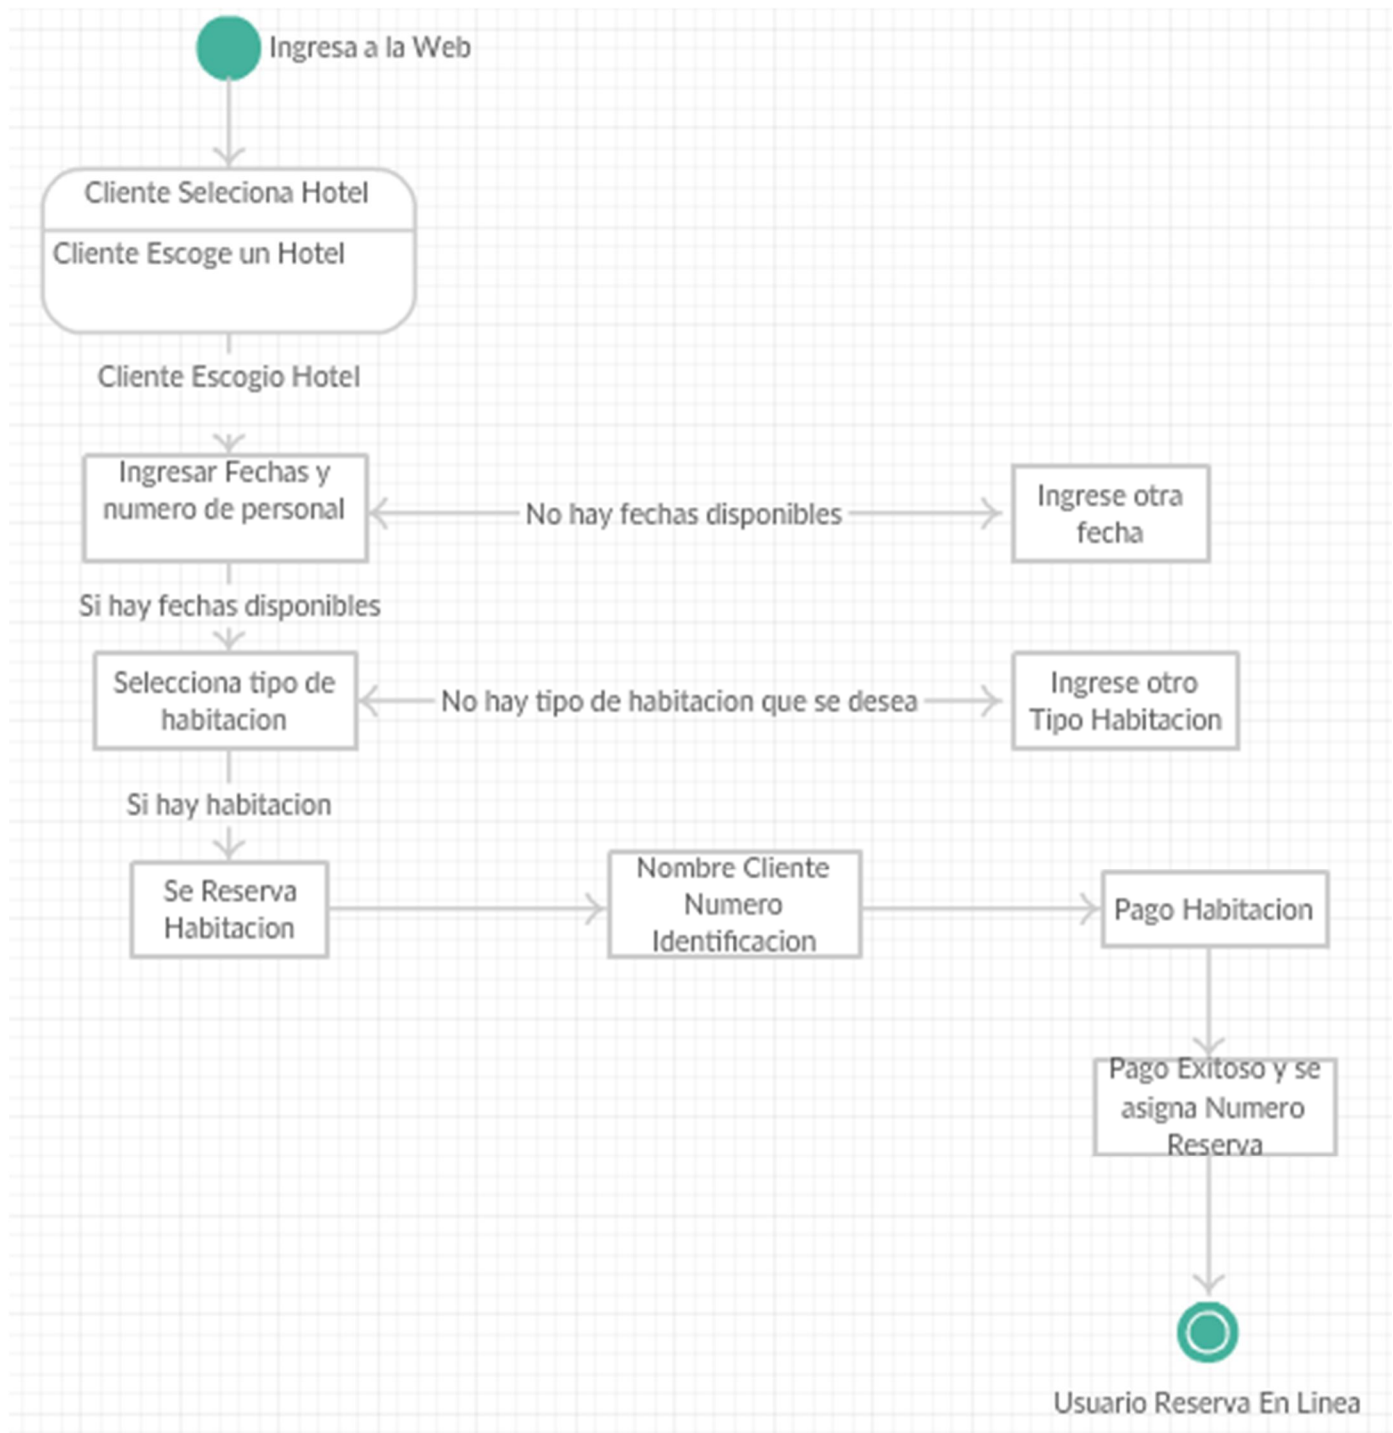 Ingresa a la Web
Cliente Seleciona Hotel
Cliente Escoge un Hotel
Cliente Escogio Hotel
Ingresar Fechas y
numero de personal
No hay fechas disponibles
Ingrese otra
fecha
Si hay fechas disponibles
Selecciona tipo de
habitacion
No hay tipo de habitacion que se desea
Ingrese otro
Tipo Habitacion
Si hay habitacion
Se Reserva
Habitacion
Nombre Cliente
Numero
Identificacion
Pago Habitacion
Pago Exitoso y se
asigna Numero
Reserva
Usuario Reserva En Linea